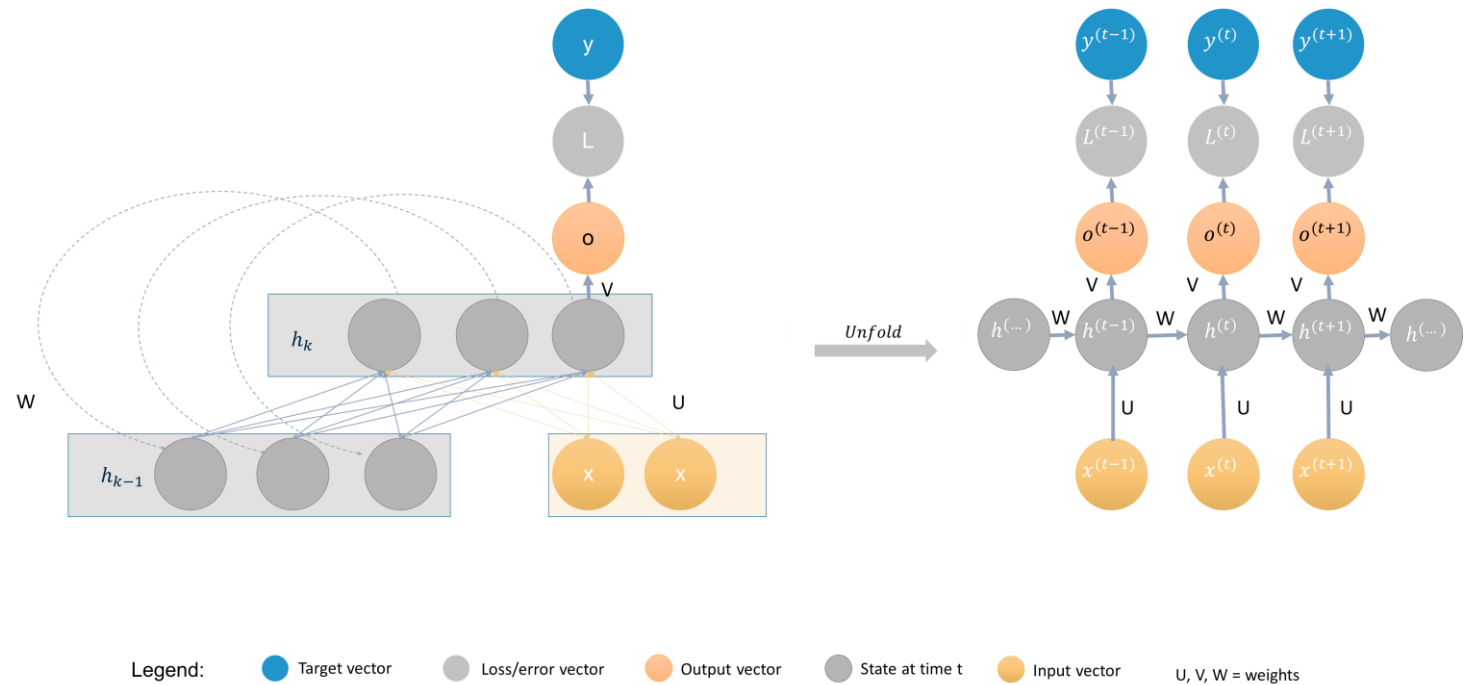 y
y^(t−1) y^(t) y^(t+1)
L
L^(t−1) L^(t) L^(t+1)
o
o^(t−1) o^(t) o^(t+1)
V
V V V
h_k
Unfold
W W W W
h^(…) h^(t−1) h^(t) h^(t+1) h^(…)
W
U
U U U
h_{k−1}
x x
x^(t−1) x^(t) x^(t+1)
Legend: Target vector Loss/error vector Output vector State at time t Input vector U, V, W = weights